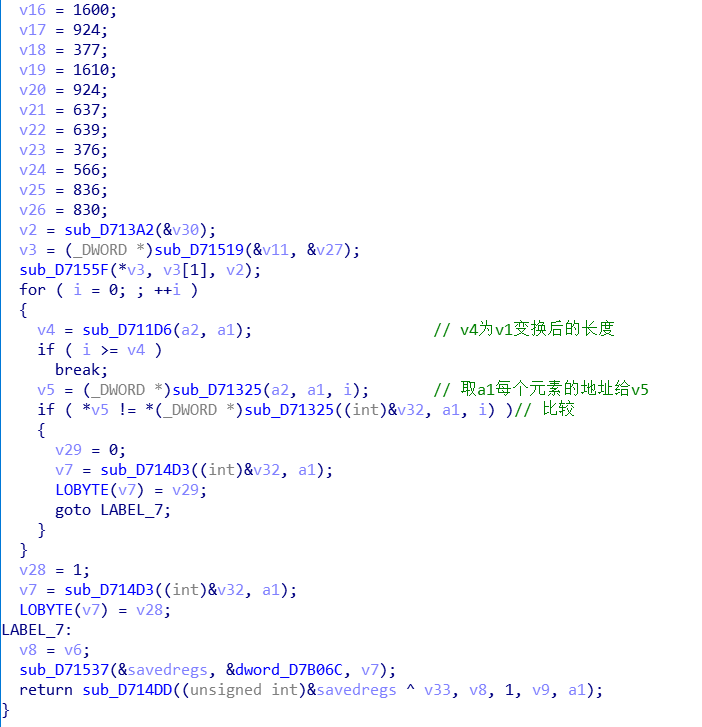 v16 = 1600;
v17 = 924;
v18 = 377;
v19 = 1610;
v20 = 924;
v21 = 637;
v22 = 639;
v23 = 376;
v24 = 566;
v25 = 836;
v26 = 830;
v2 = sub_D713A2(&v30);
v3 = (_DWORD *)sub_D71519(&v11, &v27);
sub_D7155F(*v3, v3[1], v2);
for ( i = 0; ; ++i )
{
v4 = sub_D711D6(a2, a1); // v4为v1变换后的长度
if ( i >= v4 )
break;
v5 = (_DWORD *)sub_D71325(a2, a1, i); // 取a1每个元素的地址给v5
if ( *v5 != *(_DWORD *)sub_D71325((int)&v32, a1, i) )// 比较
{
v29 = 0;
v7 = sub_D714D3((int)&v32, a1);
LOBYTE(v7) = v29;
goto LABEL_7;
}
}
v28 = 1;
v7 = sub_D714D3((int)&v32, a1);
LOBYTE(v7) = v28;
LABEL_7:
v8 = v6;
sub_D71537(&savedregs, &dword_D7B06C, v7);
return sub_D714DD((unsigned int)&savedregs ^ v33, v8, 1, v9, a1);
}